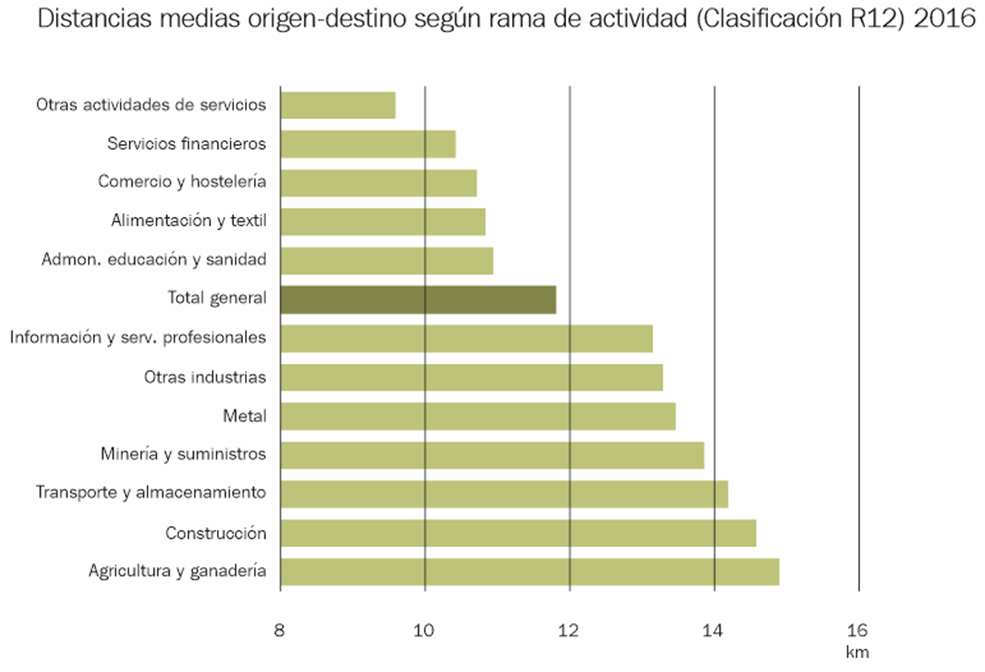 Distancias medias origen-destino según rama de actividad (Clasificación R12) 2016
Otras actividades de servicios
Servicios financieros
Comercio y hostelería
Alimentación y textil
Admon. educación y sanidad
Total general
Información y serv. profesionales
Otras industrias
Metal
Minería y suministros
Transporte y almacenamiento
Construcción
Agricultura y ganadería
8 10 12 14 16
km